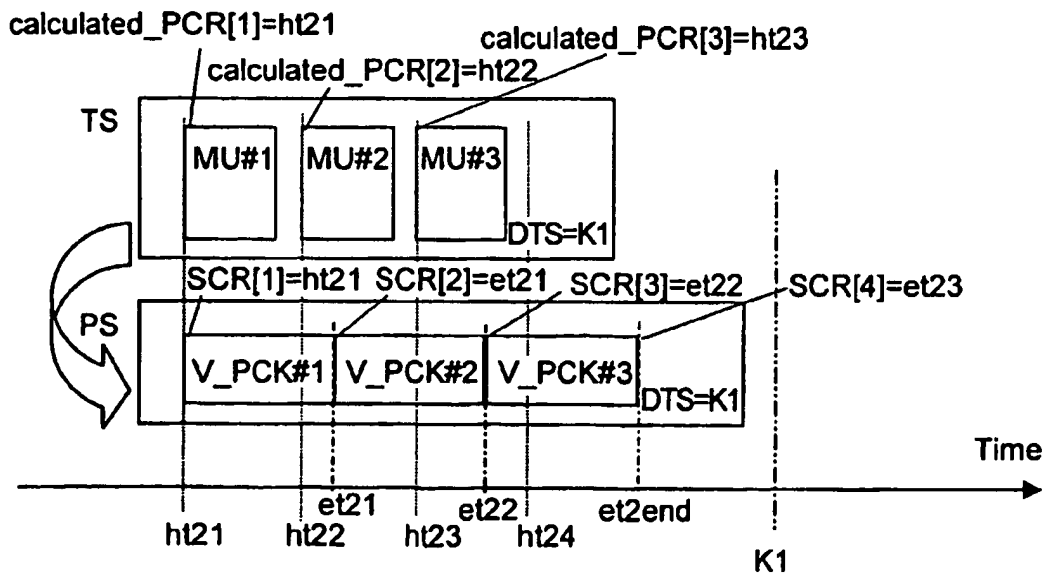 calculated_PCR[1]=ht21
calculated_PCR[3]=ht23
calculated_PCR[2]=ht22
TS
MU#1
MU#2
MU#3
DTS=K1
SCR[1]=ht21
SCR[2]=et21
SCR[3]=et22
SCR[4]=et23
PS
V_PCK#1
V_PCK#2
V_PCK#3
DTS=K1
Time
et21
et22
et2end
ht21
ht22
ht23
ht24
K1